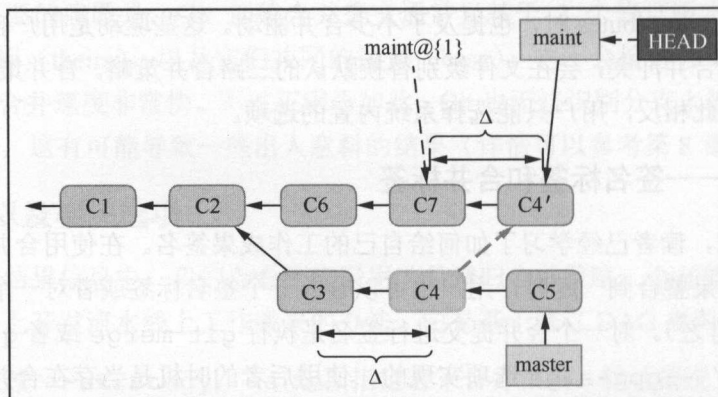 maint@{1}
maint
HEAD
Δ
C1
C2
C6
C7
C4′
C3
C4
C5
Δ
master